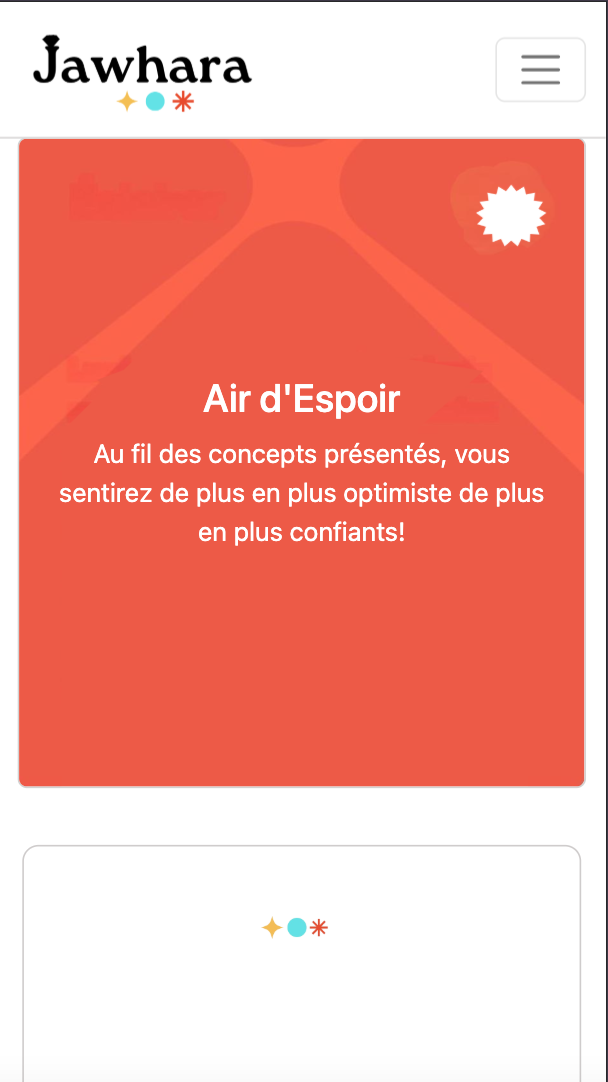 Jawhara
Air d'Espoir
Au fil des concepts présentés, vous
sentirez de plus en plus optimiste de plus
en plus confiants!